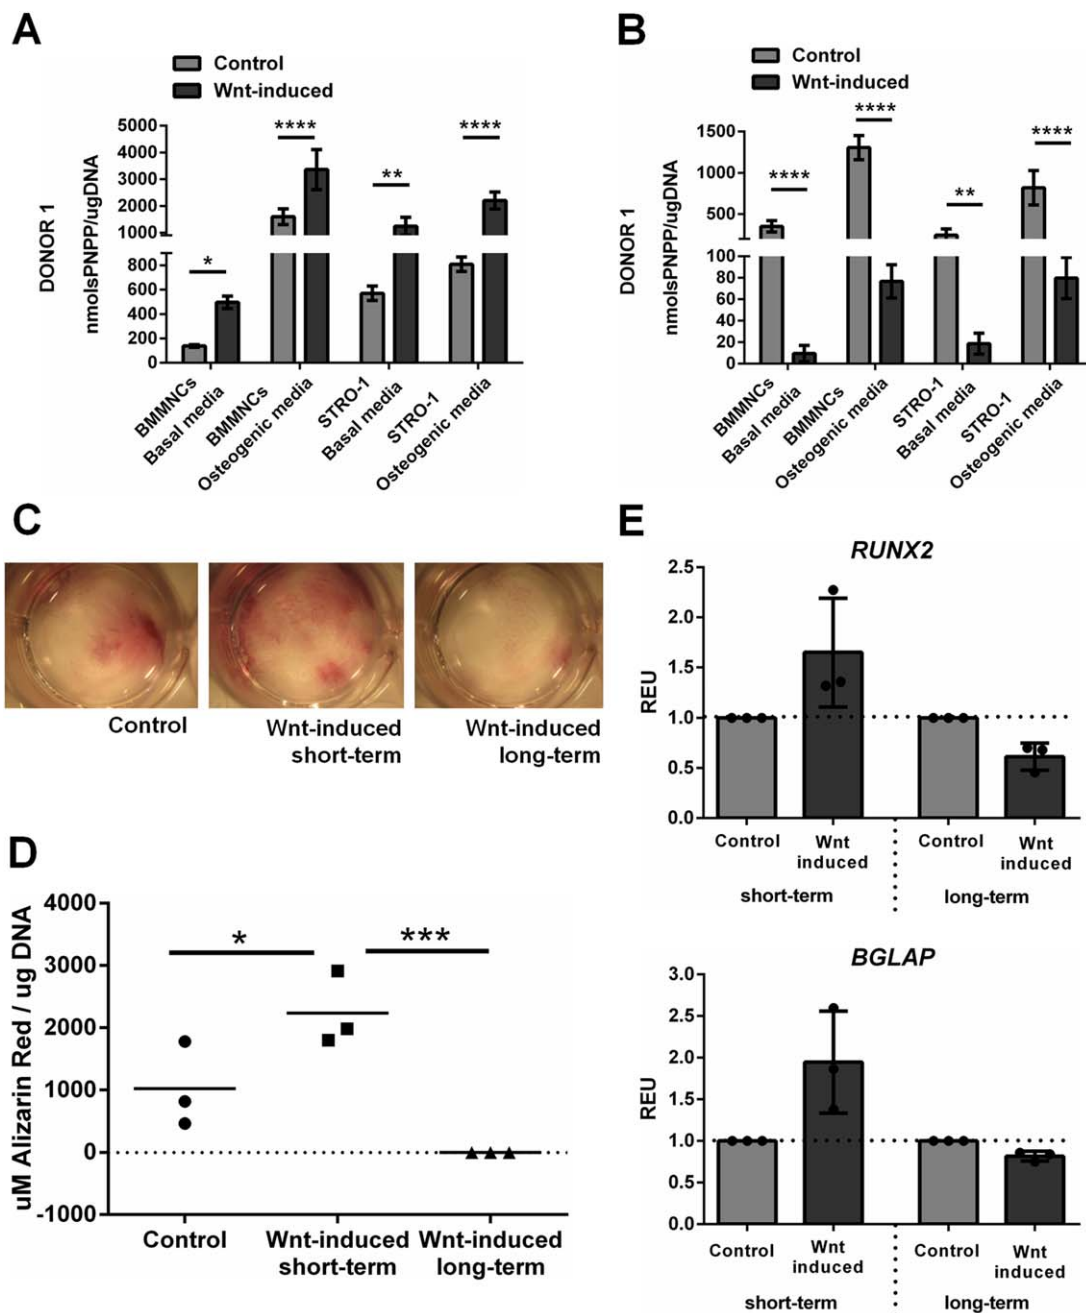 A
Control
Wnt-induced
DONOR 1
nmolsPNPP/ugDNA
5000
4000
3000
2000
1000
800
600
400
200
0
*
****
**
****
BMMNCs
Basal media
BMMNCs
Osteogenic media
STRO-1
Basal media
STRO-1
Osteogenic media
B
Control
Wnt-induced
DONOR 1
nmolsPNPP/ugDNA
1500
1000
500
100
80
60
40
20
0
****
****
**
****
BMMNCs
Basal media
BMMNCs
Osteogenic media
STRO-1
Basal media
STRO-1
Osteogenic media
C
Control
Wnt-induced
short-term
Wnt-induced
long-term
D
uM Alizarin Red / ug DNA
4000
3000
2000
1000
0
-1000
*
***
Control
Wnt-induced
short-term
Wnt-induced
long-term
E
RUNX2
REU
2.5
2.0
1.5
1.0
0.5
0.0
Control
Wnt
induced
Control
Wnt
induced
short-term
long-term
BGLAP
REU
3.0
2.5
2.0
1.5
1.0
0.5
0.0
Control
Wnt
induced
Control
Wnt
induced
short-term
long-term